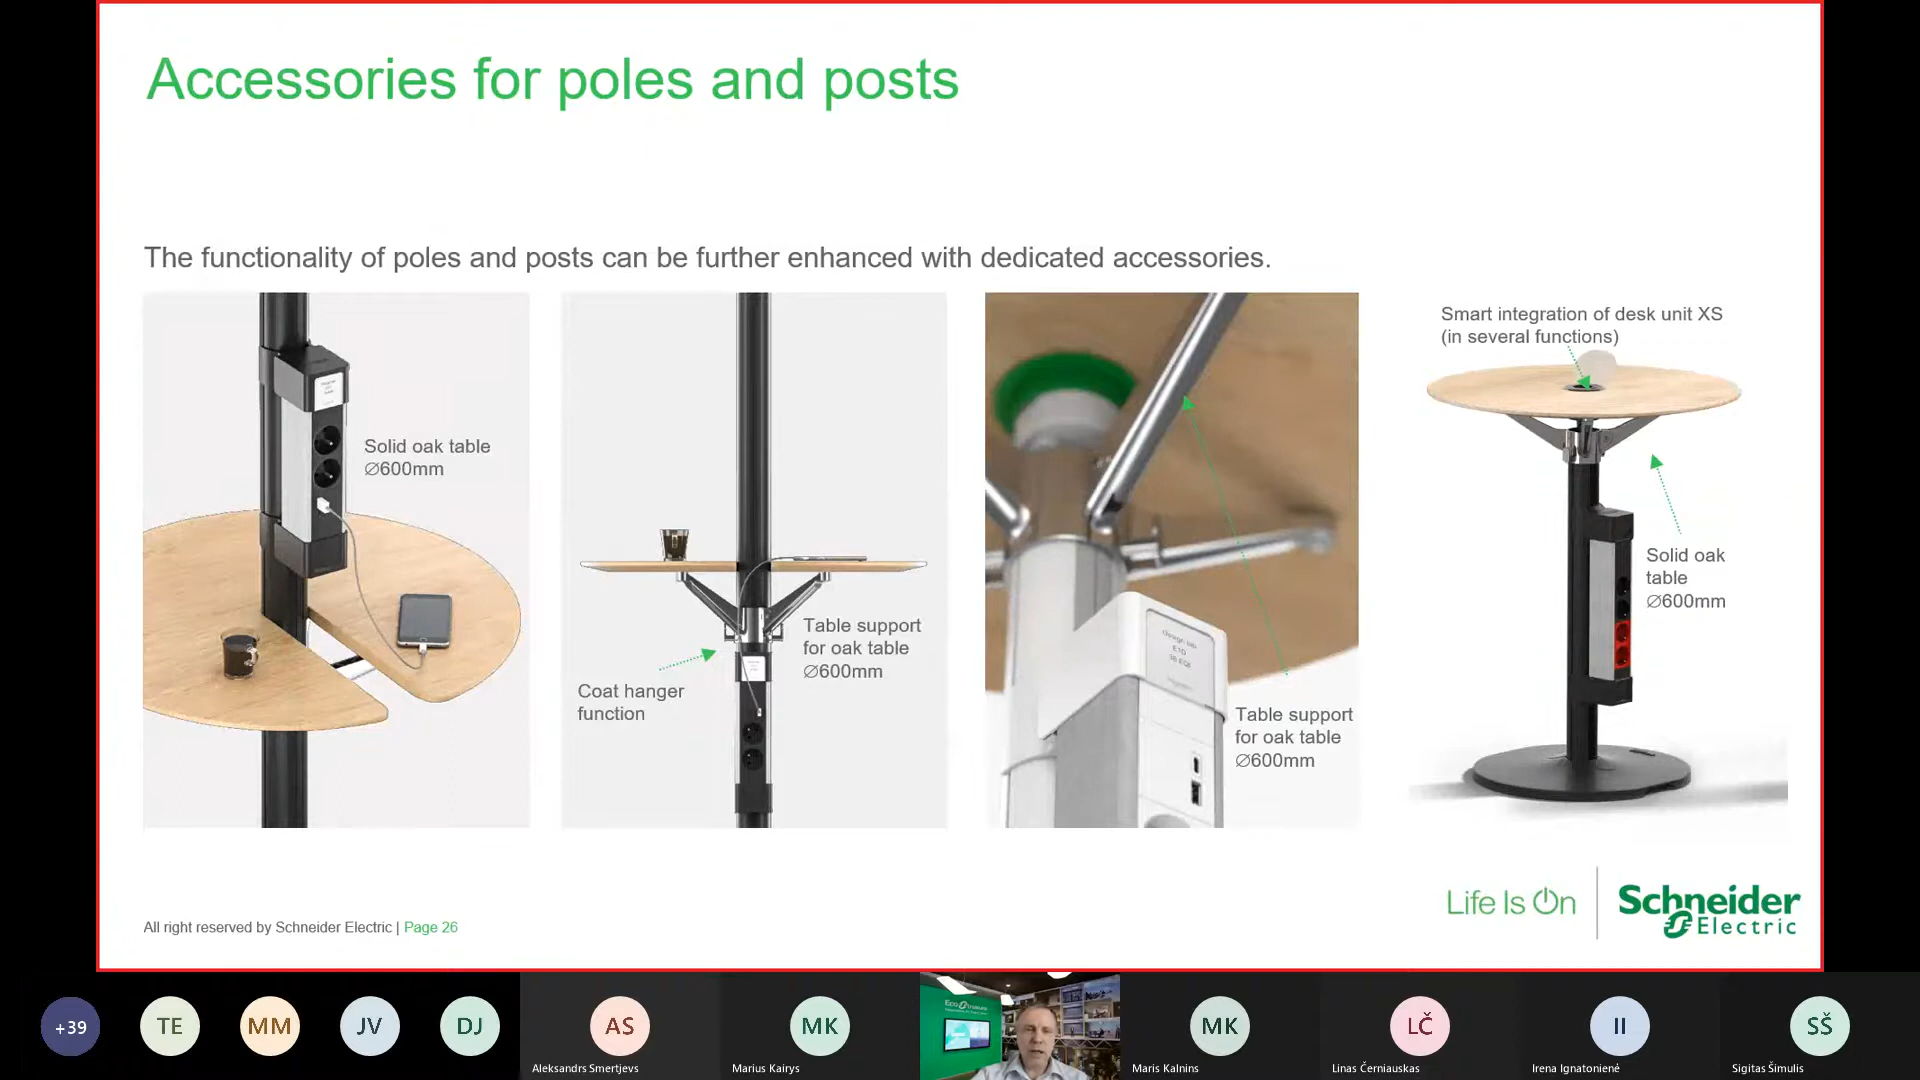 Accessories for poles and posts
The functionality of poles and posts can be further enhanced with dedicated accessories.
Solid oak table
∅600mm
Coat hanger
function
Table support
for oak table
∅600mm
Table support
for oak table
∅600mm
Smart integration of desk unit XS
(in several functions)
Solid oak
table
∅600mm
All right reserved by Schneider Electric | Page 26
Life Is On
Schneider
Electric
+39
TE
MM
JV
DJ
AS
Aleksandrs Smertjevs
MK
Marius Kairys
MK
Maris Kalnins
LČ
Linas Černiauskas
II
Irena Ignatonienė
SŠ
Sigitas Šimulis